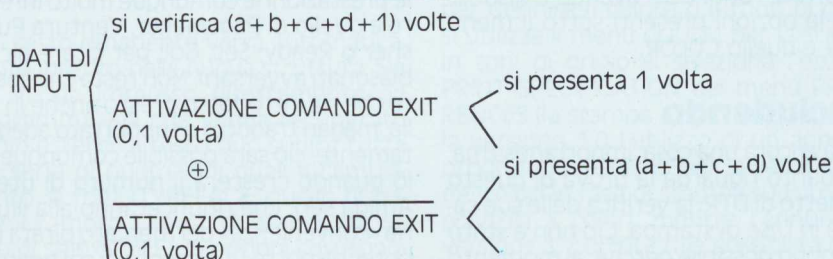 si verifica (a+b+c+d+1) volte
DATI DI
INPUT
si presenta 1 volta
ATTIVAZIONE COMANDO EXIT
(0,1 volta)
si presenta (a+b+c+d) volte
⊕
ATTIVAZIONE COMANDO EXIT
(0,1 volta)